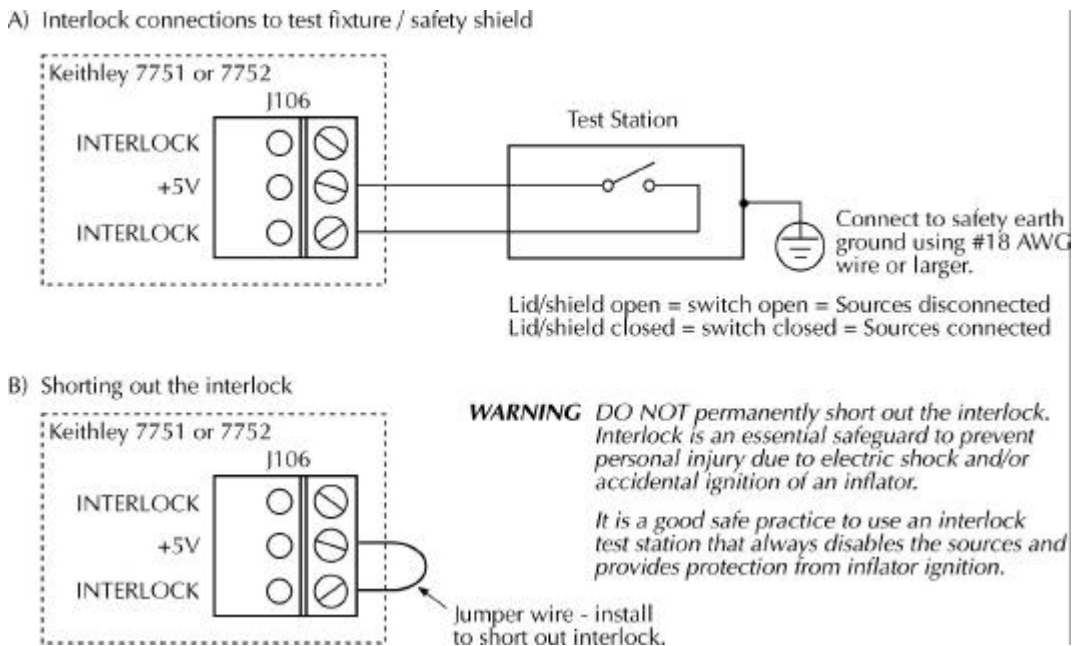 A) Interlock connections to test fixture / safety shield
Keithley 7751 or 7752
J106
INTERLOCK
+5V
INTERLOCK
Test Station
Connect to safety earth
ground using #18 AWG
wire or larger.
Lid/shield open = switch open = Sources disconnected
Lid/shield closed = switch closed = Sources connected
B) Shorting out the interlock
Keithley 7751 or 7752
J106
INTERLOCK
+5V
INTERLOCK
Jumper wire - install
to short out interlock.
WARNING DO NOT permanently short out the interlock.
Interlock is an essential safeguard to prevent
personal injury due to electric shock and/or
accidental ignition of an inflator.
It is a good safe practice to use an interlock
test station that always disables the sources and
provides protection from inflator ignition.